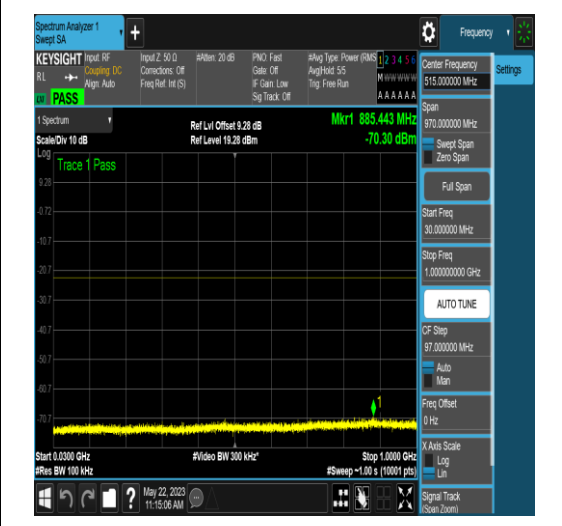 Spectrum Analyzer 1
Swept SA
Frequency
KEYSIGHT
Input: RF
Coupling: DC
Align: Auto
Input Z: 50 Ω
Corrections: Off
Freq Ref: Int (S)
#Atten: 20 dB
PNO: Fast
Gate: Off
IF Gain: Low
Sig Track: Off
#Avg Type: Power (RMS
Avg|Hold: 5/5
Trig: Free Run
1 2 3 4 5 6
M W W W W W
A A A A A A
RL
PASS
1 Spectrum
Scale/Div 10 dB
Ref Lvl Offset 9.28 dB
Ref Level 19.28 dBm
Mkr1 885.443 MHz
-70.30 dBm
Log
Trace 1 Pass
9.28
-0.72
-10.7
-20.7
-30.7
-40.7
-50.7
-60.7
-70.7
1
Start 0.0300 GHz
#Res BW 100 kHz
#Video BW 300 kHz*
Stop 1.0000 GHz
#Sweep ~1.00 s (10001 pts)
May 22, 2023
11:15:06 AM
Center Frequency
515.000000 MHz
Settings
Span
970.000000 MHz
Swept Span
Zero Span
Full Span
Start Freq
30.000000 MHz
Stop Freq
1.000000000 GHz
AUTO TUNE
CF Step
97.000000 MHz
Auto
Man
Freq Offset
0 Hz
X Axis Scale
Log
Lin
Signal Track
(Span Zoom)